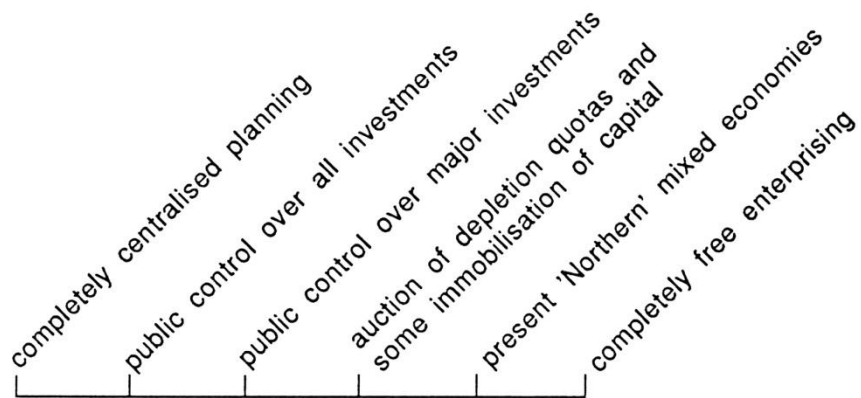 completely centralised planning
public control over all investments
public control over major investments
auction of depletion quotas and
some immobilisation of capital
present 'Northern' mixed economies
completely free enterprising